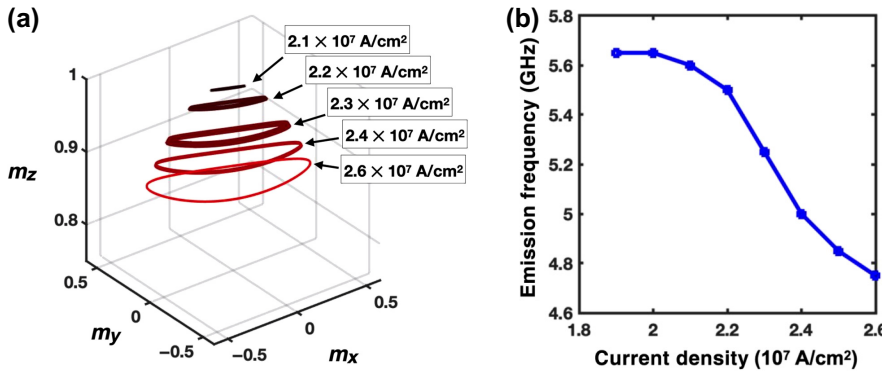 (a)
2.1 × 10⁷ A/cm²
2.2 × 10⁷ A/cm²
2.3 × 10⁷ A/cm²
2.4 × 10⁷ A/cm²
2.6 × 10⁷ A/cm²
1
0.9
0.8
mz
0.5
0
-0.5
my
-0.5
0
0.5
mx
(b)
5.8
5.6
5.4
5.2
5
4.8
4.6
Emission frequency (GHz)
1.8
2
2.2
2.4
2.6
Current density (10⁷ A/cm²)